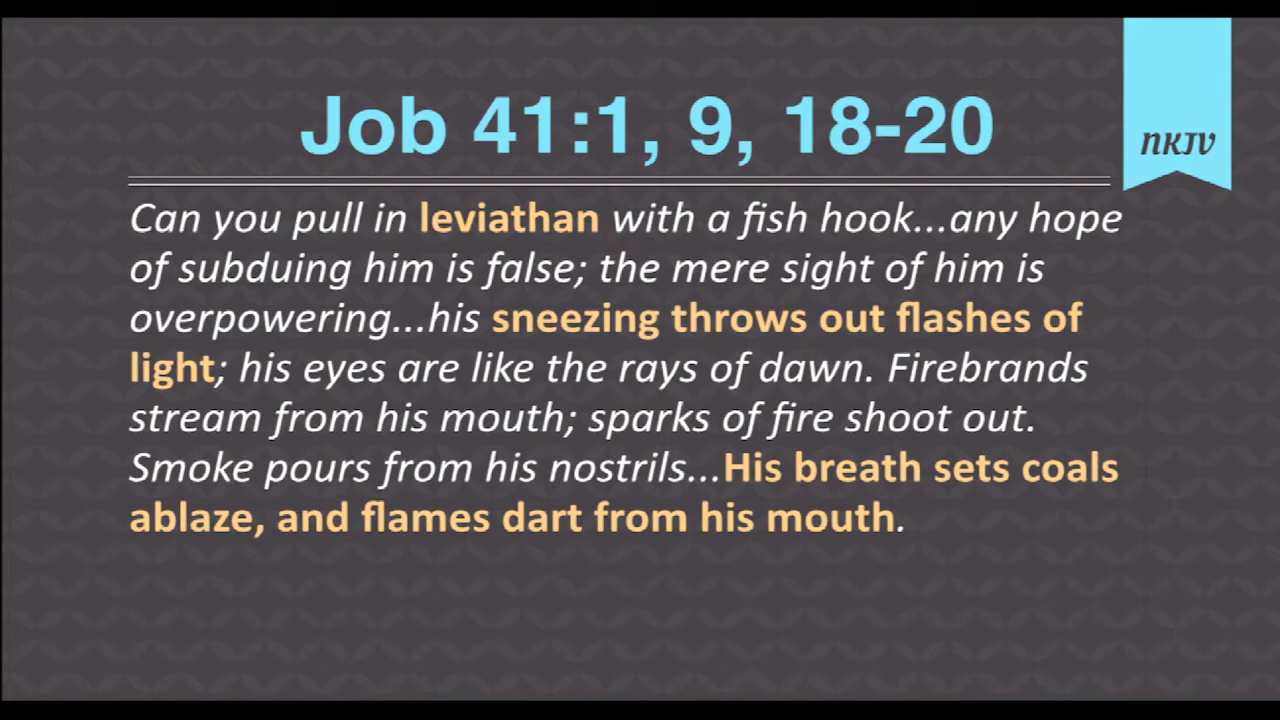 Job 41:1, 9, 18-20
NKJV
Can you pull in leviathan with a fish hook...any hope
of subduing him is false; the mere sight of him is
overpowering...his sneezing throws out flashes of
light; his eyes are like the rays of dawn. Firebrands
stream from his mouth; sparks of fire shoot out.
Smoke pours from his nostrils...His breath sets coals
ablaze, and flames dart from his mouth.